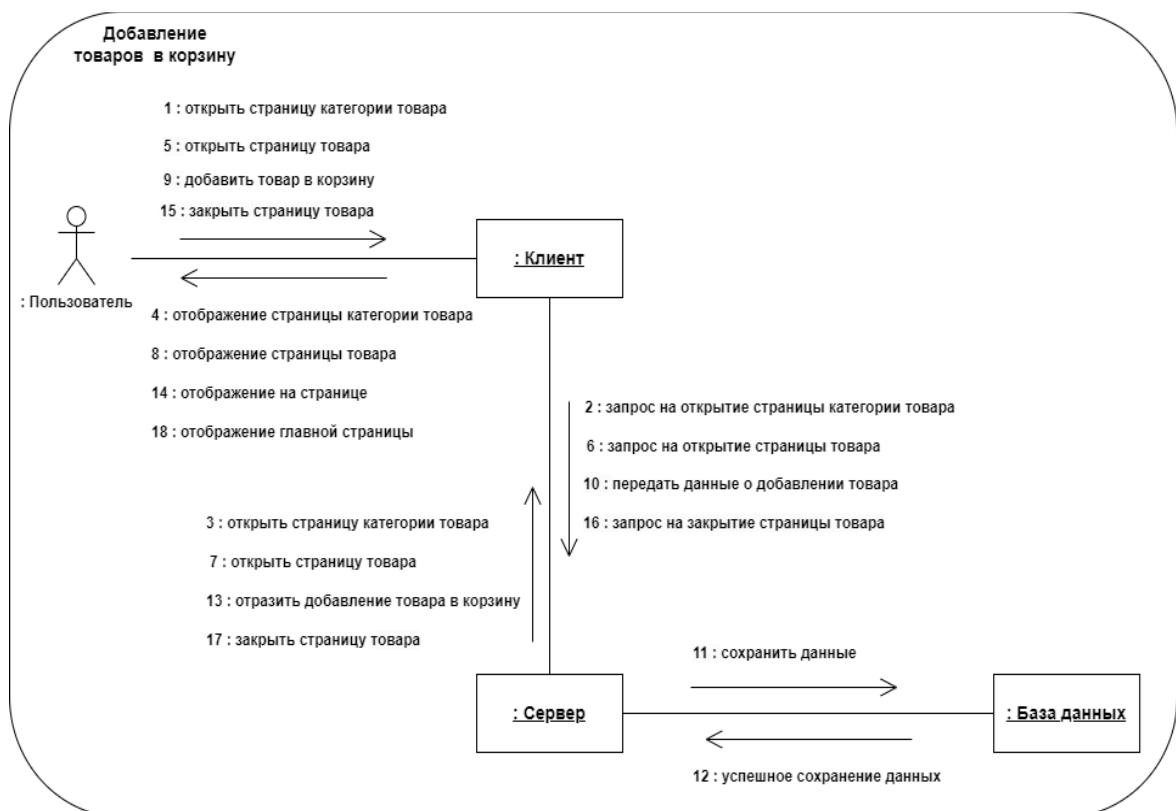 Добавление
товаров в корзину
1 : открыть страницу категории товара
5 : открыть страницу товара
9 : добавить товар в корзину
15 : закрыть страницу товара
: Клиент
: Пользователь
4 : отображение страницы категории товара
8 : отображение страницы товара
14 : отображение на странице
18 : отображение главной страницы
2 : запрос на открытие страницы категории товара
6 : запрос на открытие страницы товара
10 : передать данные о добавлении товара
16 : запрос на закрытие страницы товара
3 : открыть страницу категории товара
7 : открыть страницу товара
13 : отразить добавление товара в корзину
17 : закрыть страницу товара
11 : сохранить данные
: Сервер
: База данных
12 : успешное сохранение данных